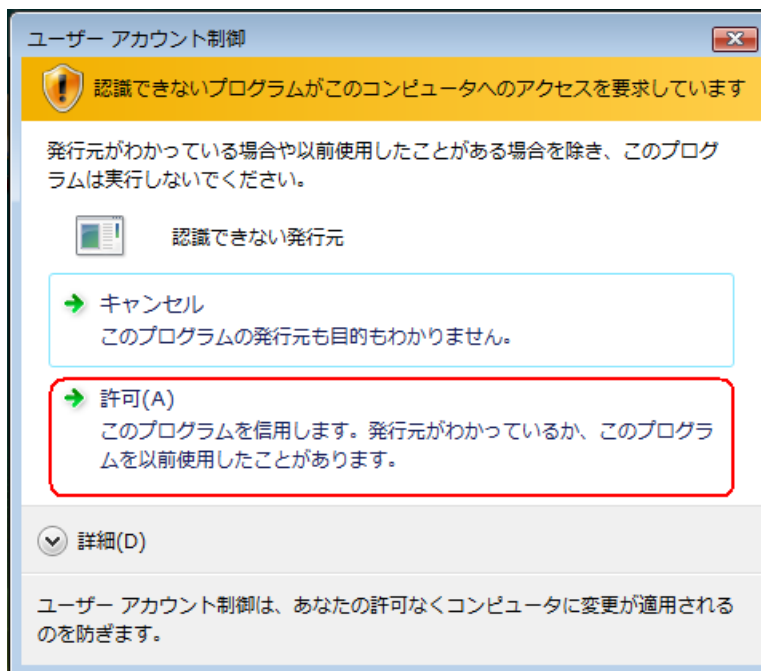 ユーザー アカウント制御
認識できないプログラムがこのコンピュータへのアクセスを要求しています
発行元がわかっている場合や以前使用したことがある場合を除き、このプログ
ラムは実行しないでください。
認識できない発行元
キャンセル
このプログラムの発行元も目的もわかりません。
許可(A)
このプログラムを信用します。発行元がわかっているか、このプログラ
ムを以前使用したことがあります。
詳細(D)
ユーザー アカウント制御は、あなたの許可なくコンピュータに変更が適用される
のを防ぎます。